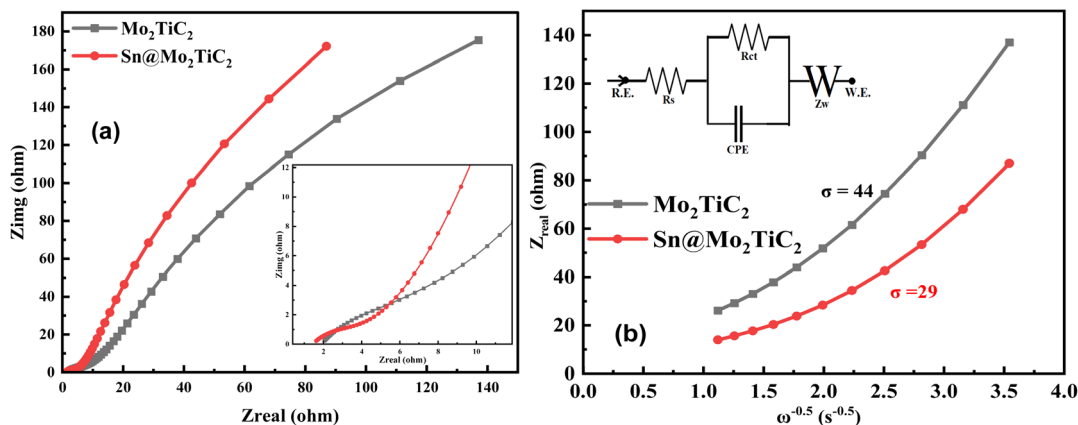 180
160
140
120
100
80
60
40
20
0
Zimg (ohm)
Mo₂TiC₂
Sn@Mo₂TiC₂
(a)
12
10
8
6
4
2
0
Zimg (ohm)
2 4 6 8 10
Zreal (ohm)
0 20 40 60 80 100 120 140
Zreal (ohm)
140
120
100
80
60
40
20
0
Z_real (ohm)
R.E.
Rs
Rct
CPE
W
Zw
W.E.
σ = 44
Mo₂TiC₂
Sn@Mo₂TiC₂
σ =29
(b)
0.0 0.5 1.0 1.5 2.0 2.5 3.0 3.5 4.0
ω⁻⁰·⁵ (s⁻⁰·⁵)